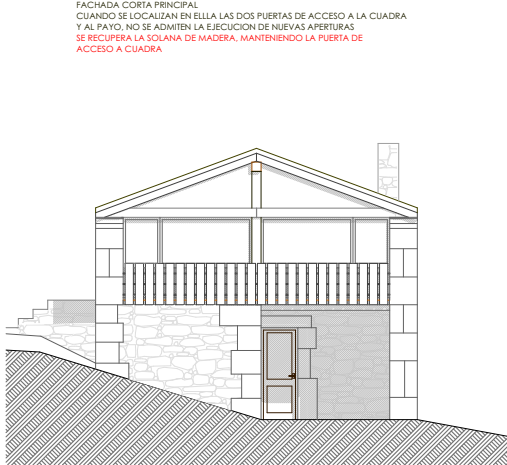 FACHADA CORTA PRINCIPAL
CUANDO SE LOCALIZAN EN ELLLA LAS DOS PUERTAS DE ACCESO A LA CUADRA
Y AL PAYO, NO SE ADMITEN LA EJECUCION DE NUEVAS APERTURAS
SE RECUPERA LA SOLANA DE MADERA, MANTENIENDO LA PUERTA DE
ACCESO A CUADRA